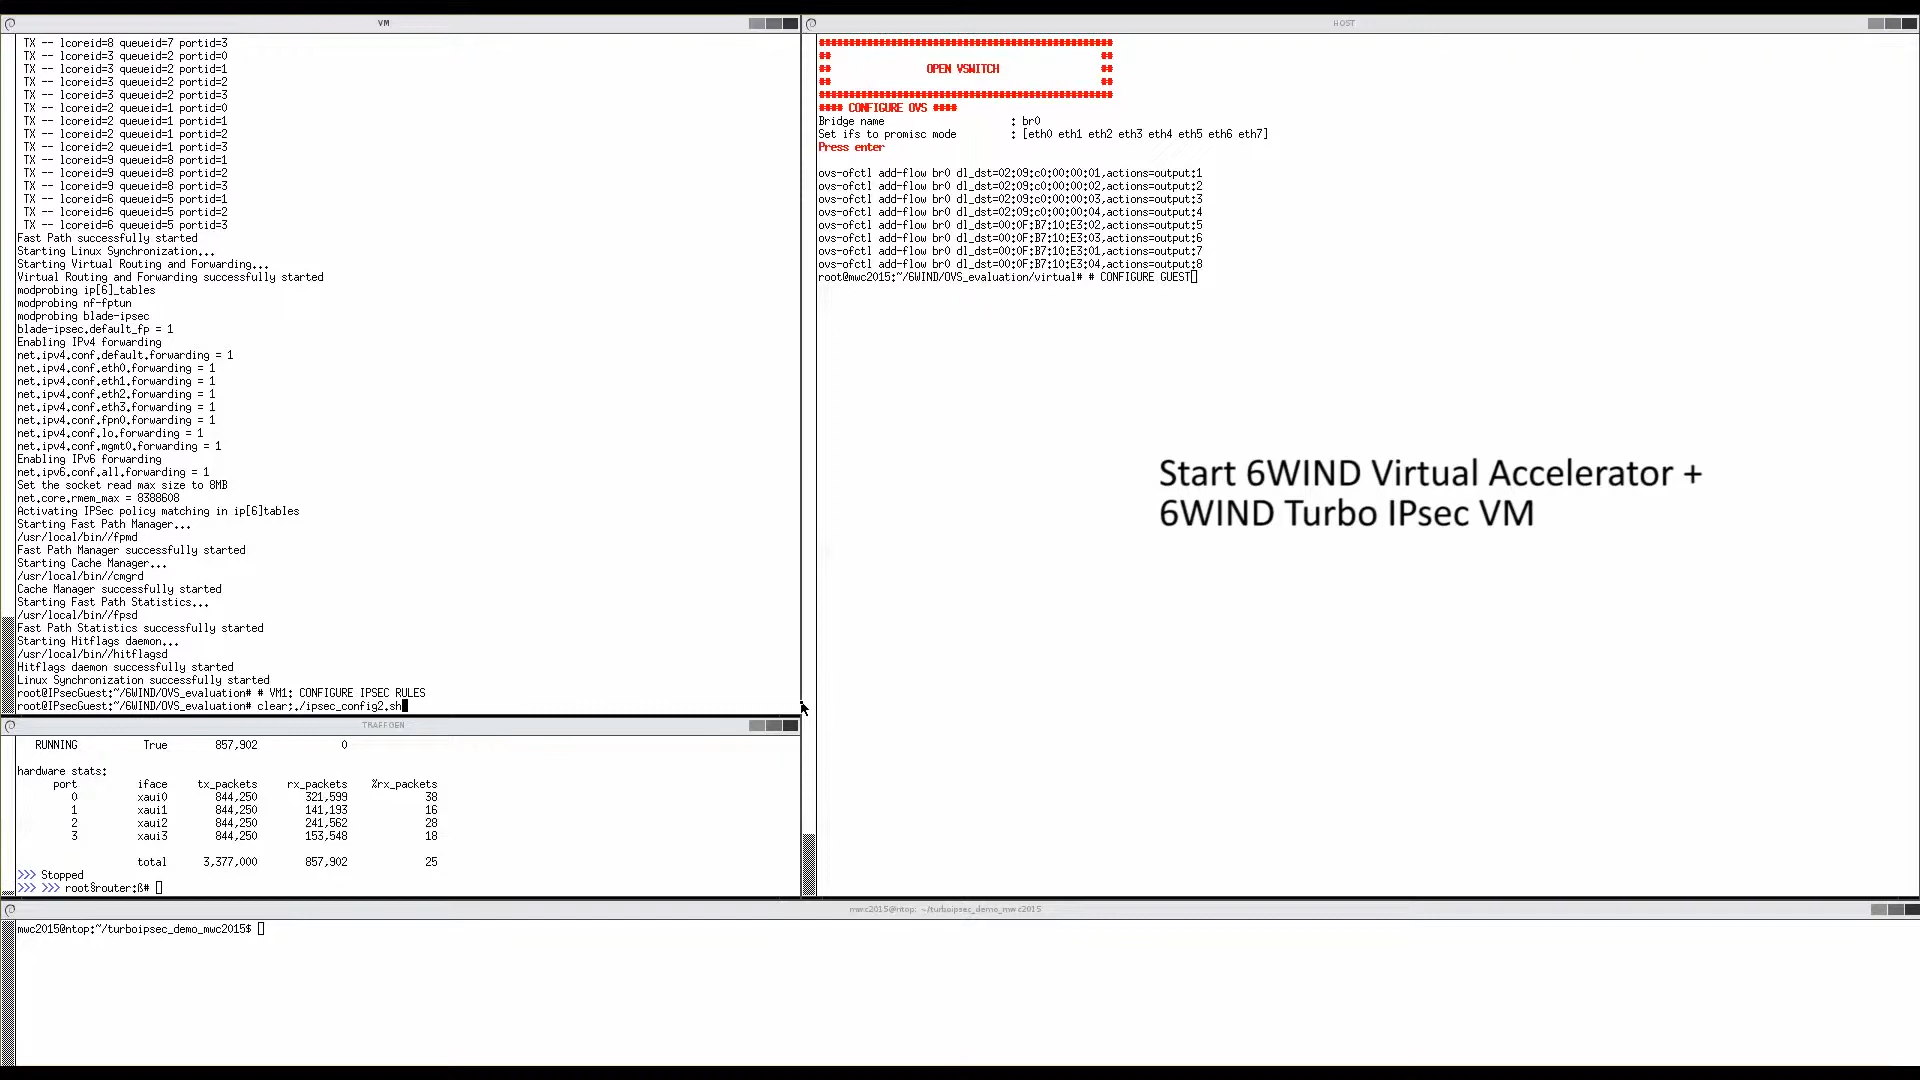 VM
TX -- lcoreid=8 queueid=7 portid=3
TX -- lcoreid=3 queueid=2 portid=0
TX -- lcoreid=3 queueid=2 portid=1
TX -- lcoreid=3 queueid=2 portid=2
TX -- lcoreid=3 queueid=2 portid=3
TX -- lcoreid=2 queueid=1 portid=0
TX -- lcoreid=2 queueid=1 portid=1
TX -- lcoreid=2 queueid=1 portid=2
TX -- lcoreid=2 queueid=1 portid=3
TX -- lcoreid=9 queueid=8 portid=1
TX -- lcoreid=9 queueid=8 portid=2
TX -- lcoreid=9 queueid=8 portid=3
TX -- lcoreid=6 queueid=5 portid=1
TX -- lcoreid=6 queueid=5 portid=2
TX -- lcoreid=6 queueid=5 portid=3
Fast Path successfully started
Starting Linux Synchronization...
Starting Virtual Routing and Forwarding...
Virtual Routing and Forwarding successfully started
modprobing ip[6]_tables
modprobing nf-fptun
modprobing blade-ipsec
blade-ipsec.default_fp = 1
Enabling IPv4 forwarding
net.ipv4.conf.default.forwarding = 1
net.ipv4.conf.eth0.forwarding = 1
net.ipv4.conf.eth1.forwarding = 1
net.ipv4.conf.eth2.forwarding = 1
net.ipv4.conf.eth3.forwarding = 1
net.ipv4.conf.fpn0.forwarding = 1
net.ipv4.conf.lo.forwarding = 1
net.ipv4.conf.mgmt0.forwarding = 1
Enabling IPv6 forwarding
net.ipv6.conf.all.forwarding = 1
Set the socket read max size to 8MB
net.core.rmem_max = 8388608
Activating IPSec policy matching in ip[6]tables
Starting Fast Path Manager...
/usr/local/bin//fpmd
Fast Path Manager successfully started
Starting Cache Manager...
/usr/local/bin//cmgrd
Cache Manager successfully started
Starting Fast Path Statistics...
/usr/local/bin//fpsd
Fast Path Statistics successfully started
Starting Hitflags daemon...
/usr/local/bin//hitflagsd
Hitflags daemon successfully started
Linux Synchronization successfully started
root@IPsecGuest:~/6WIND/OVS_evaluation# # VM1: CONFIGURE IPSEC RULES
root@IPsecGuest:~/6WIND/OVS_evaluation# clear;./ipsec_config2.sh
HOST
#################################################
## ##
## OPEN VSWITCH ##
## ##
#################################################
#### CONFIGURE OVS ####
Bridge name : br0
Set ifs to promisc mode : [eth0 eth1 eth2 eth3 eth4 eth5 eth6 eth7]
Press enter
ovs-ofctl add-flow br0 dl_dst=02:09:c0:00:00:01,actions=output:1
ovs-ofctl add-flow br0 dl_dst=02:09:c0:00:00:02,actions=output:2
ovs-ofctl add-flow br0 dl_dst=02:09:c0:00:00:03,actions=output:3
ovs-ofctl add-flow br0 dl_dst=02:09:c0:00:00:04,actions=output:4
ovs-ofctl add-flow br0 dl_dst=00:0F:B7:10:E3:02,actions=output:5
ovs-ofctl add-flow br0 dl_dst=00:0F:B7:10:E3:03,actions=output:6
ovs-ofctl add-flow br0 dl_dst=00:0F:B7:10:E3:01,actions=output:7
ovs-ofctl add-flow br0 dl_dst=00:0F:B7:10:E3:04,actions=output:8
root@mwc2015:~/6WIND/OVS_evaluation/virtual# # CONFIGURE GUEST
Start 6WIND Virtual Accelerator +
6WIND Turbo IPsec VM
TRAFFGEN
RUNNING True 857,902 0
hardware stats:
port iface tx_packets rx_packets %rx_packets
0 xaui0 844,250 321,599 38
1 xaui1 844,250 141,193 16
2 xaui2 844,250 241,562 28
3 xaui3 844,250 153,548 18
total 3,377,000 857,902 25
>>> Stopped
>>> >>> root§router:ß#
mwc2015@ntop: ~/turboipsec_demo_mwc2015
mwc2015@ntop:~/turboipsec_demo_mwc2015$